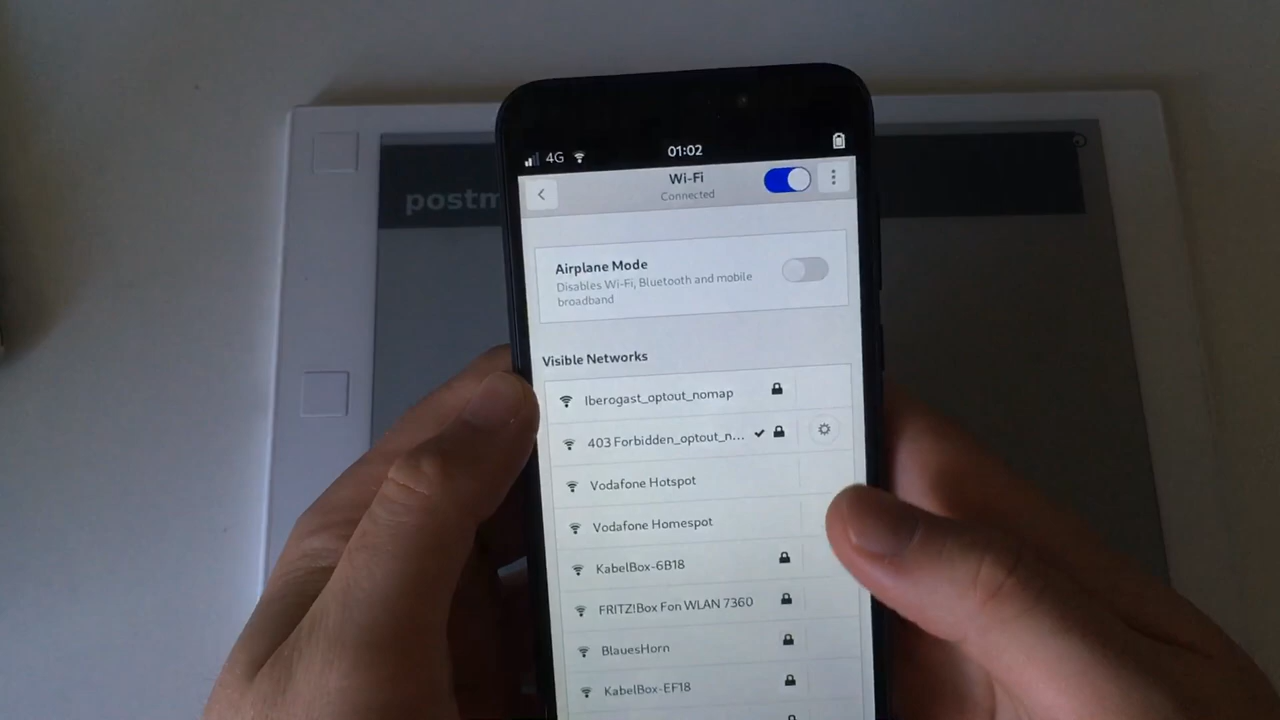 4G 01:02
Wi-Fi
Connected
postm
Airplane Mode
Disables Wi-Fi, Bluetooth and mobile
broadband
Visible Networks
Iberogast_optout_nomap
403 Forbidden_optout_n...
Vodafone Hotspot
Vodafone Homespot
KabelBox-6B18
FRITZ!Box Fon WLAN 7360
BlauesHorn
KabelBox-EF18